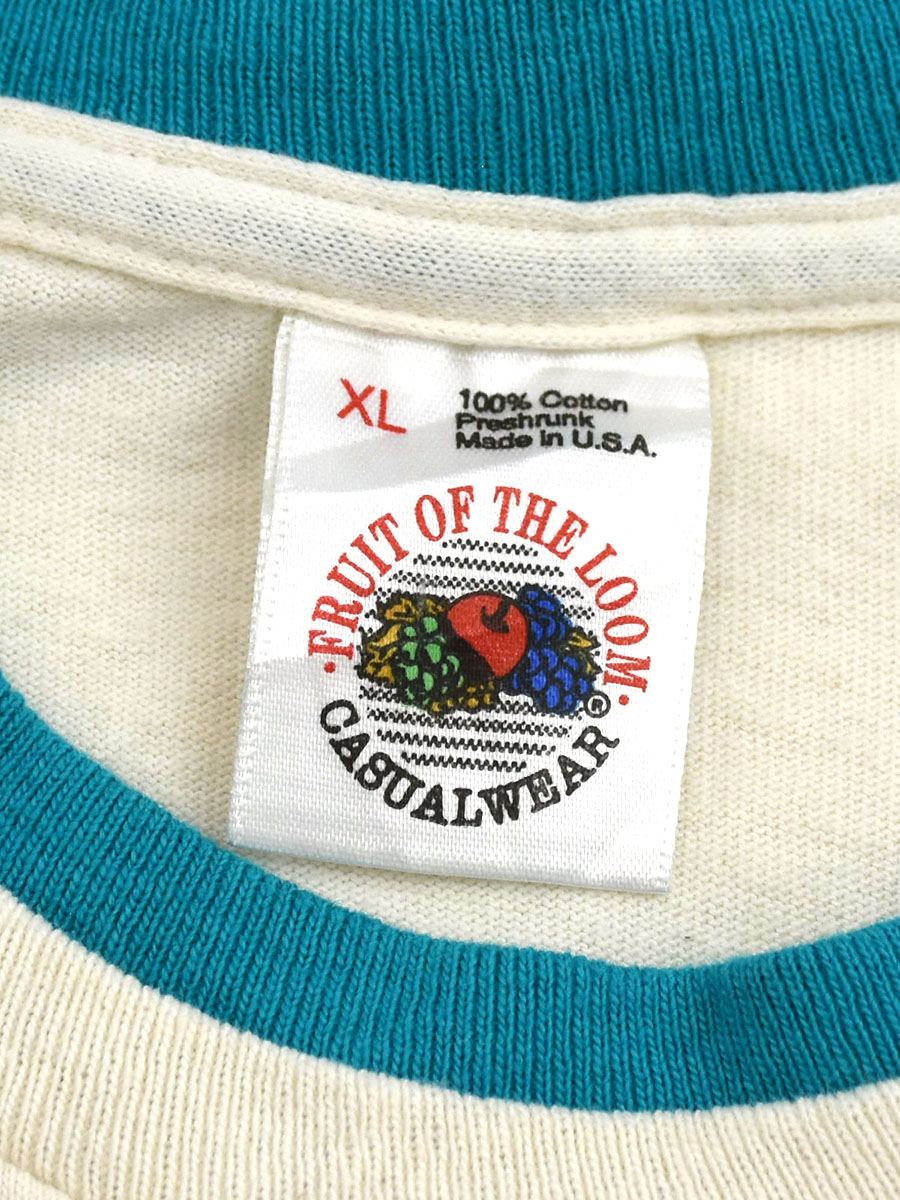 XL
100% Cotton
Preshrunk
Made in U.S.A.
·FRUIT OF THE LOOM·
®
CASUALWEAR